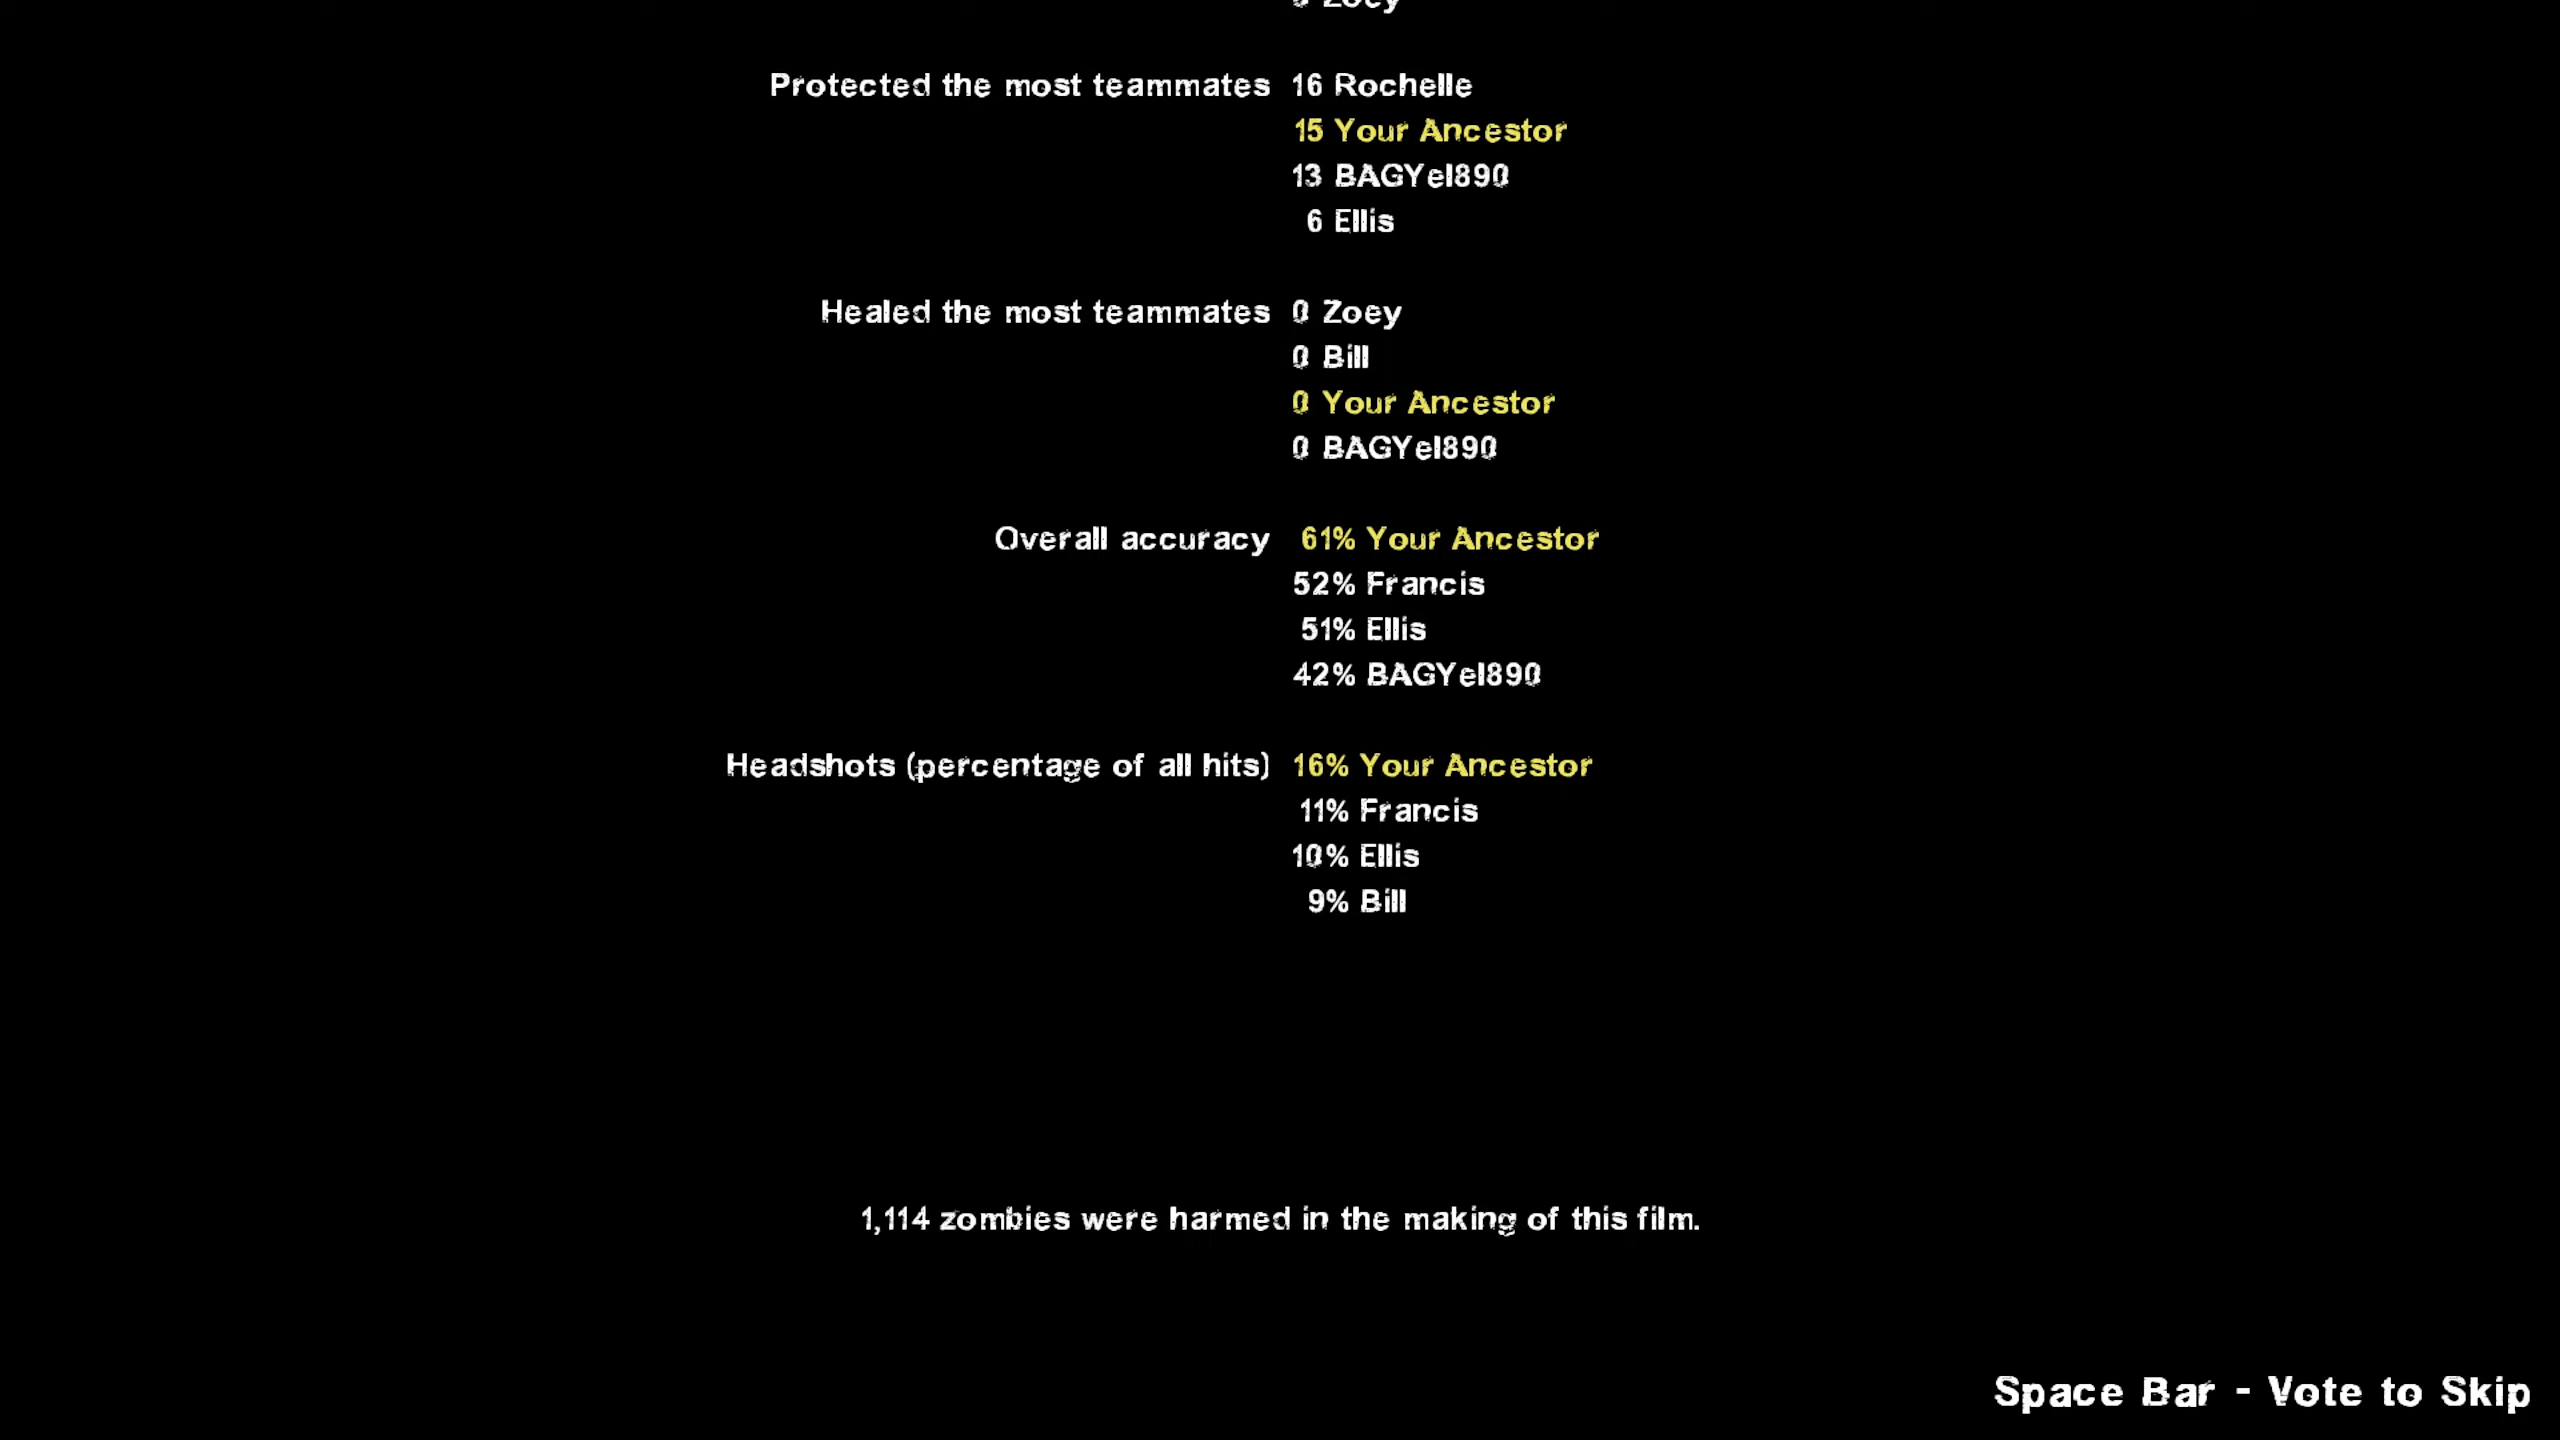 Zoey
Protected the most teammates 16 Rochelle
15 Your Ancestor
13 BAGYel890
6 Ellis
Healed the most teammates 0 Zoey
0 Bill
0 Your Ancestor
0 BAGYel890
Overall accuracy 61% Your Ancestor
52% Francis
51% Ellis
42% BAGYel890
Headshots (percentage of all hits) 16% Your Ancestor
11% Francis
10% Ellis
9% Bill
1,114 zombies were harmed in the making of this film.
Space Bar - Vote to Skip